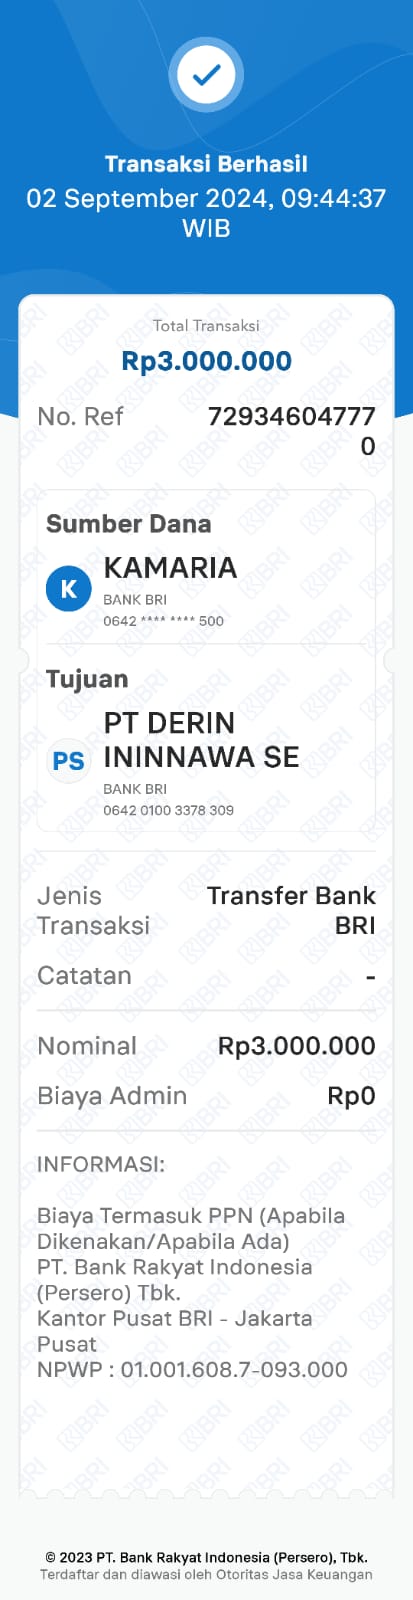 Transaksi Berhasil
02 September 2024, 09:44:37
WIB
Total Transaksi
Rp3.000.000
No. Ref 72934604777
0
Sumber Dana
K
KAMARIA
BANK BRI
0642 **** **** 500
Tujuan
PS
PT DERIN
ININNAWA SE
BANK BRI
0642 0100 3378 309
Jenis Transfer Bank
Transaksi BRI
Catatan -
Nominal Rp3.000.000
Biaya Admin Rp0
INFORMASI:
Biaya Termasuk PPN (Apabila
Dikenakan/Apabila Ada)
PT. Bank Rakyat Indonesia
(Persero) Tbk.
Kantor Pusat BRI - Jakarta
Pusat
NPWP : 01.001.608.7-093.000
© 2023 PT. Bank Rakyat Indonesia (Persero), Tbk.
Terdaftar dan diawasi oleh Otoritas Jasa Keuangan